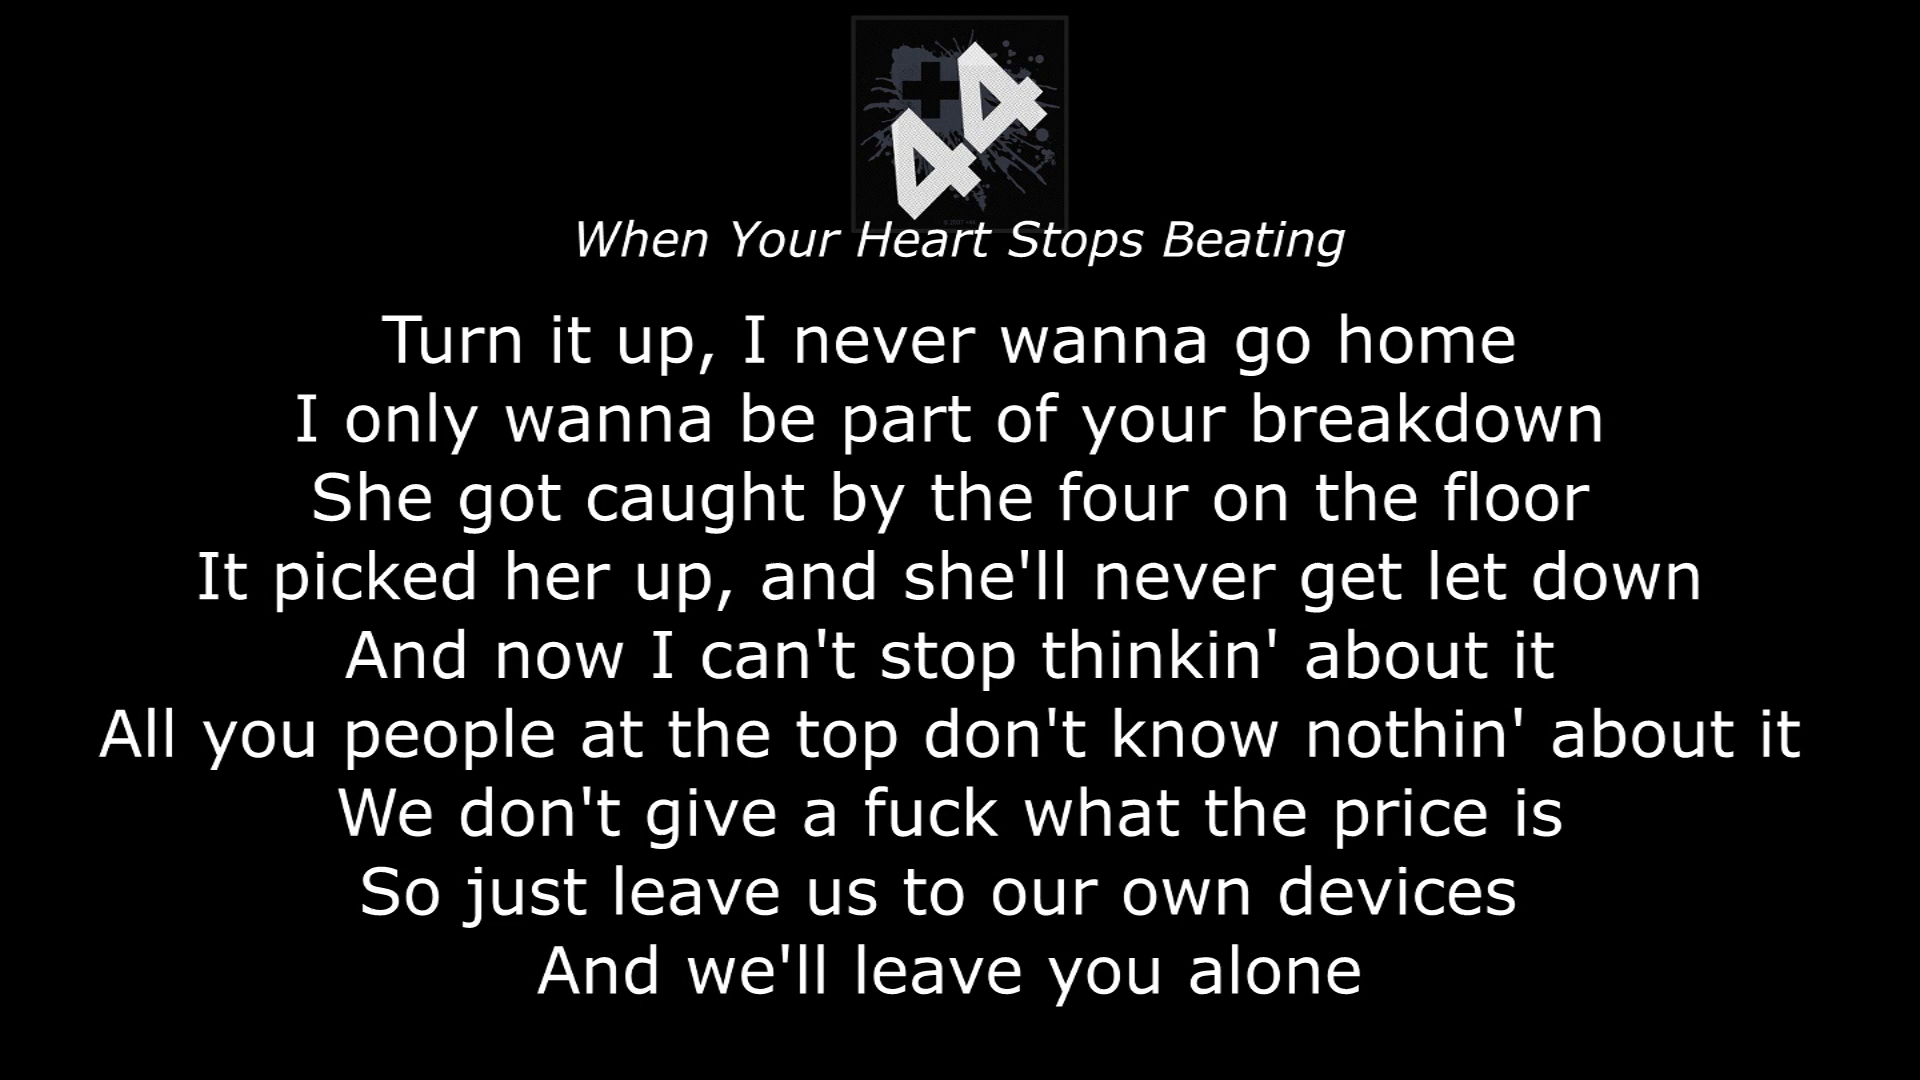 +44
When Your Heart Stops Beating
Turn it up, I never wanna go home
I only wanna be part of your breakdown
She got caught by the four on the floor
It picked her up, and she'll never get let down
And now I can't stop thinkin' about it
All you people at the top don't know nothin' about it
We don't give a fuck what the price is
So just leave us to our own devices
And we'll leave you alone